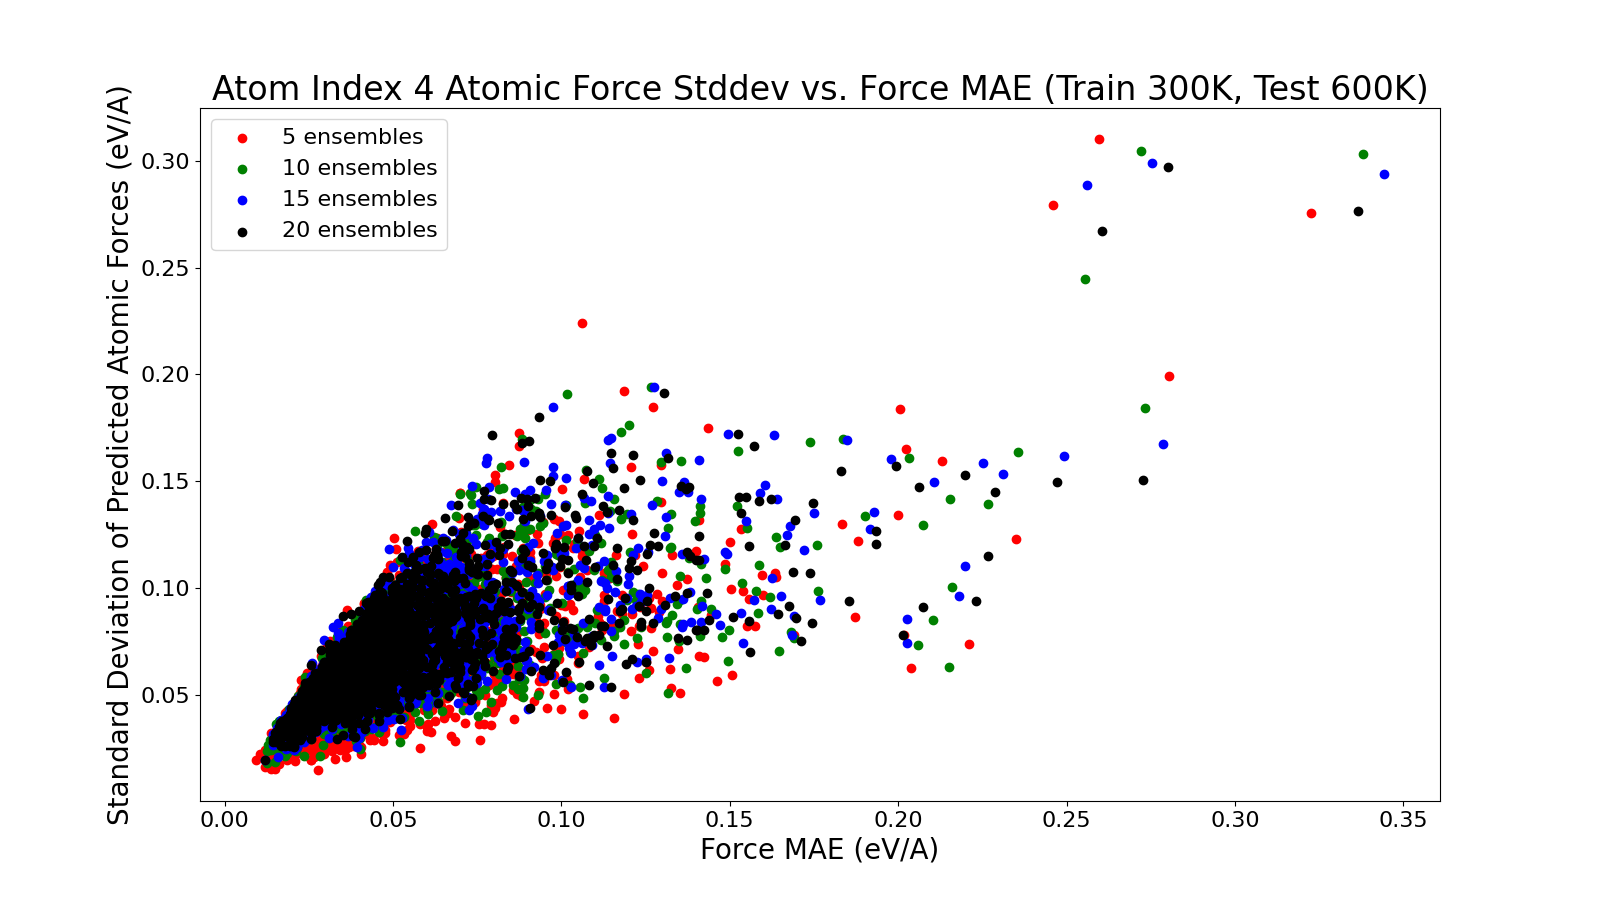 Atom Index 4 Atomic Force Stddev vs. Force MAE (Train 300K, Test 600K)
5 ensembles
10 ensembles
15 ensembles
20 ensembles
Standard Deviation of Predicted Atomic Forces (eV/A)
0.30
0.25
0.20
0.15
0.10
0.05
0.00 0.05 0.10 0.15 0.20 0.25 0.30 0.35
Force MAE (eV/A)